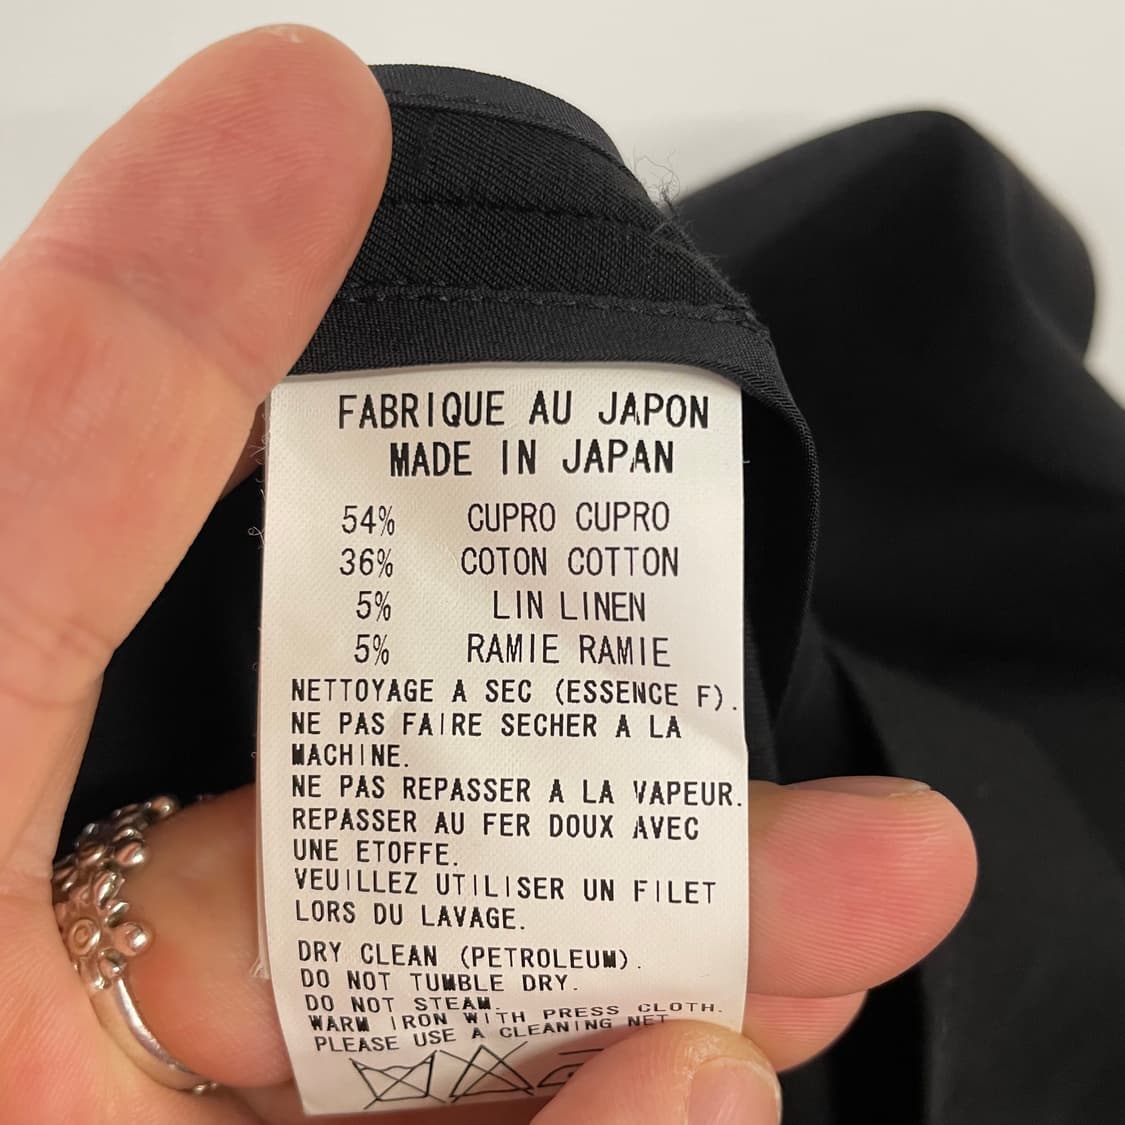 FABRIQUE AU JAPON
MADE IN JAPAN
54% CUPRO CUPRO
36% COTON COTTON
5% LIN LINEN
5% RAMIE RAMIE
NETTOYAGE A SEC (ESSENCE F).
NE PAS FAIRE SECHER A LA
MACHINE.
NE PAS REPASSER A LA VAPEUR.
REPASSER AU FER DOUX AVEC
UNE ETOFFE.
VEUILLEZ UTILISER UN FILET
LORS DU LAVAGE.
DRY CLEAN (PETROLEUM).
DO NOT TUMBLE DRY.
DO NOT STEAM.
WARM IRON WITH PRESS CLOTH.
PLEASE USE A CLEANING NET